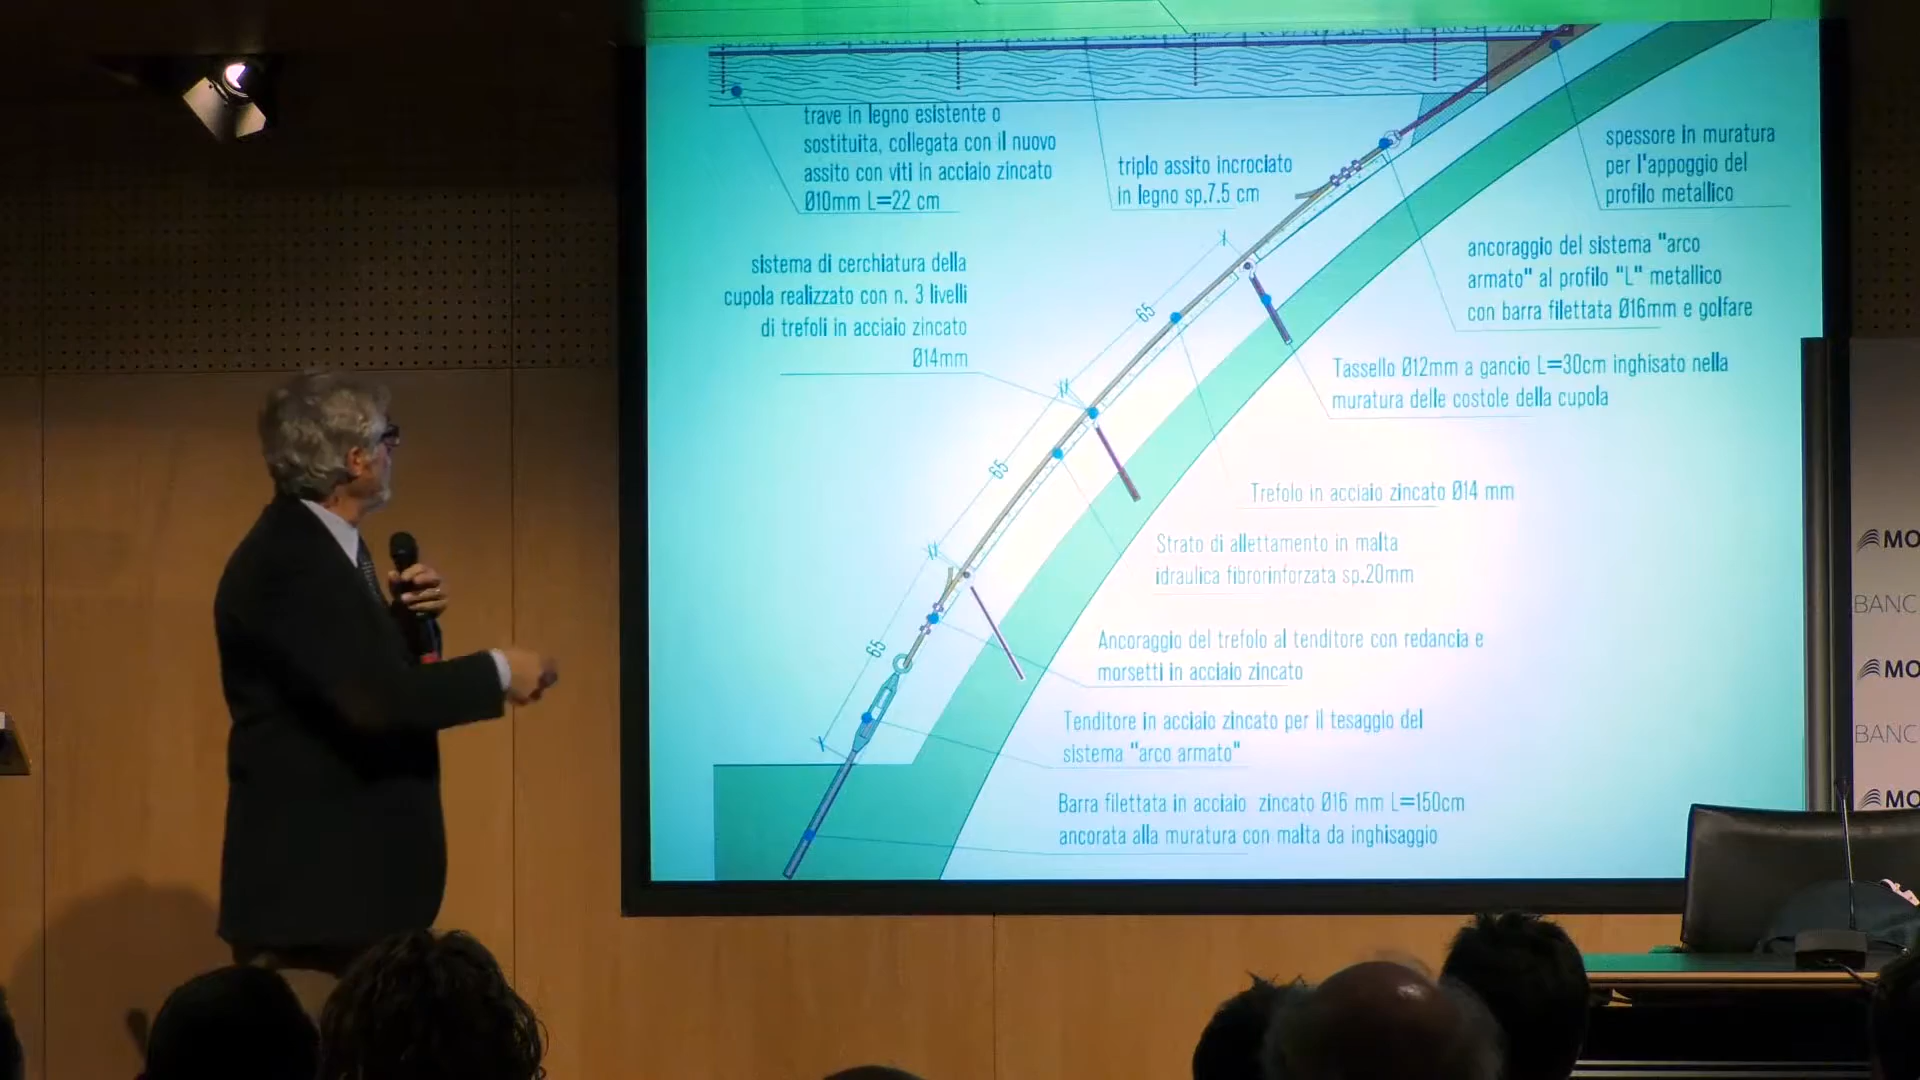 trave in legno esistente o
sostituita, collegata con il nuovo
assito con viti in acciaio zincato
Ø10mm L=22 cm
triplo assito incrociato
in legno sp.7.5 cm
spessore in muratura
per l'appoggio del
profilo metallico
sistema di cerchiatura della
cupola realizzato con n. 3 livelli
di trefoli in acciaio zincato
Ø14mm
ancoraggio del sistema "arco
armato" al profilo "L" metallico
con barra filettata Ø16mm e golfare
65
Tassello Ø12mm a gancio L=30cm inghisato nella
muratura delle costole della cupola
65
Trefolo in acciaio zincato Ø14 mm
Strato di allettamento in malta
idraulica fibrorinforzata sp.20mm
65
Ancoraggio del trefolo al tenditore con redancia e
morsetti in acciaio zincato
Tenditore in acciaio zincato per il tesaggio del
sistema "arco armato"
Barra filettata in acciaio zincato Ø16 mm L=150cm
ancorata alla muratura con malta da inghisaggio
MO
BANC
MO
BANC
MO